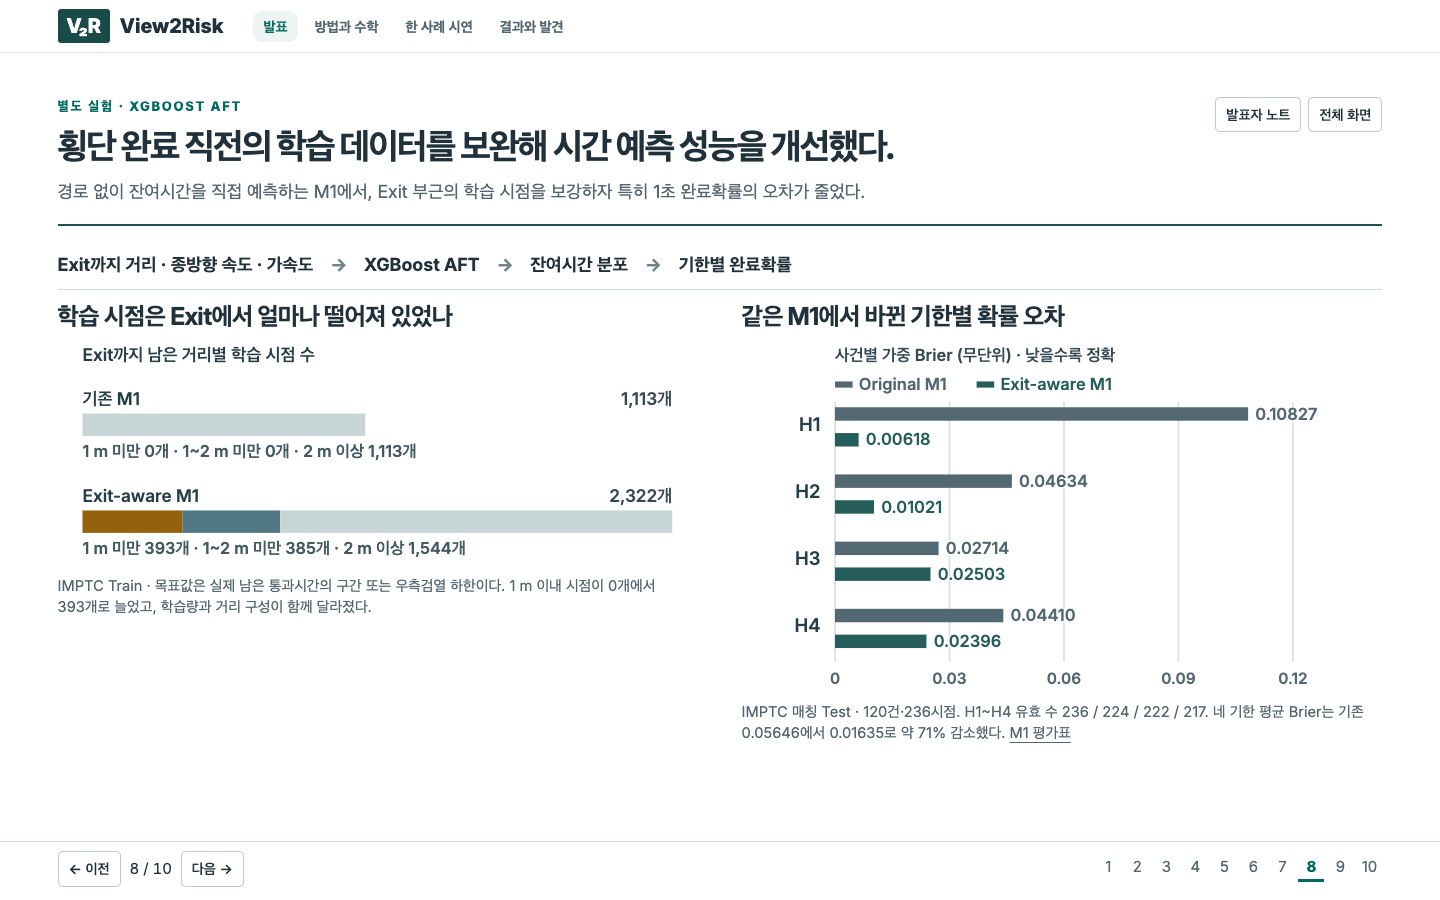 V2R View2Risk 발표 방법과 수학 한 사례 시연 결과와 발견
별도 실험 · XGBOOST AFT
발표자 노트 전체 화면
횡단 완료 직전의 학습 데이터를 보완해 시간 예측 성능을 개선했다.
경로 없이 잔여시간을 직접 예측하는 M1에서, Exit 부근의 학습 시점을 보강하자 특히 1초 완료확률의 오차가 줄었다.
Exit까지 거리 · 종방향 속도 · 가속도 → XGBoost AFT → 잔여시간 분포 → 기한별 완료확률
학습 시점은 Exit에서 얼마나 떨어져 있었나
Exit까지 남은 거리별 학습 시점 수
기존 M1 1,113개
1 m 미만 0개 · 1~2 m 미만 0개 · 2 m 이상 1,113개
Exit-aware M1 2,322개
1 m 미만 393개 · 1~2 m 미만 385개 · 2 m 이상 1,544개
IMPTC Train · 목표값은 실제 남은 통과시간의 구간 또는 우측검열 하한이다. 1 m 이내 시점이 0개에서
393개로 늘었고, 학습량과 거리 구성이 함께 달라졌다.
같은 M1에서 바뀐 기한별 확률 오차
사건별 가중 Brier (무단위) · 낮을수록 정확
Original M1 Exit-aware M1
H1 0.10827
0.00618
H2 0.04634
0.01021
H3 0.02714
0.02503
H4 0.04410
0.02396
0 0.03 0.06 0.09 0.12
IMPTC 매칭 Test · 120건·236시점. H1~H4 유효 수 236 / 224 / 222 / 217. 네 기한 평균 Brier는 기존
0.05646에서 0.01635로 약 71% 감소했다. M1 평가표
← 이전 8 / 10 다음 → 1 2 3 4 5 6 7 8 9 10